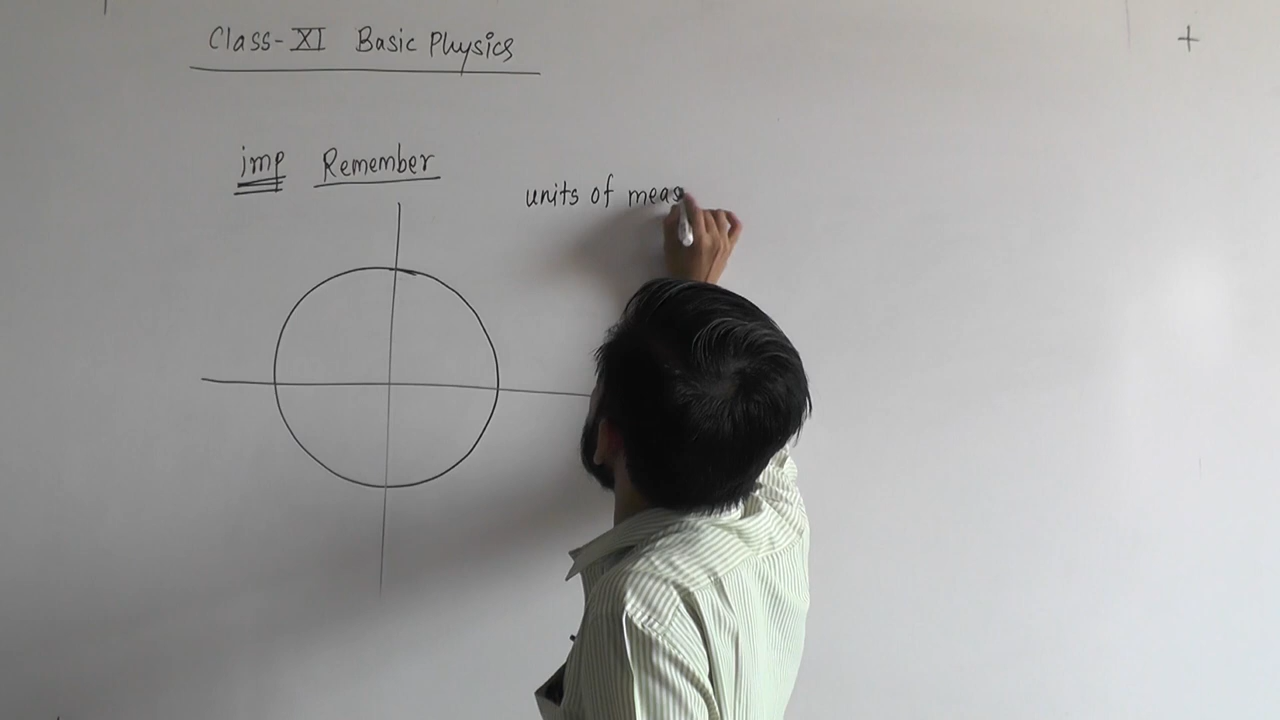 Class-XI Basic Physics
imp Remember
units of meas
+